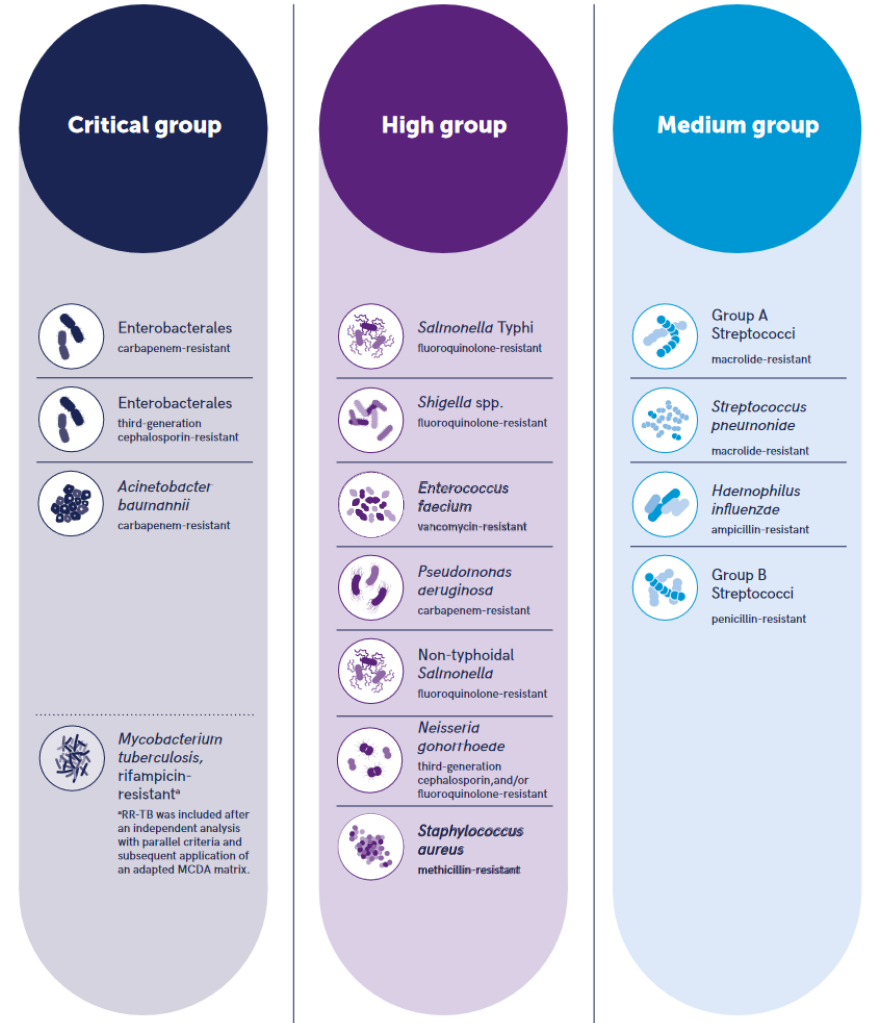 Critical group
Enterobacterales
carbapenem-resistant
Enterobacterales
third-generation
cephalosporin-resistant
Acinetobacter
baumannii
carbapenem-resistant
Mycobacterium
tuberculosis,
rifampicin-
resistantª
ªRR-TB was included after
an independent analysis
with parallel criteria and
subsequent application of
an adapted MCDA matrix.
High group
Salmonella Typhi
fluoroquinolone-resistant
Shigella spp.
fluoroquinolone-resistant
Enterococcus
faecium
vancomycin-resistant
Pseudomonas
aeruginosa
carbapenem-resistant
Non-typhoidal
Salmonella
fluoroquinolone-resistant
Neisseria
gonorrhoeae
third-generation
cephalosporin,and/or
fluoroquinolone-resistant
Staphylococcus
aureus
methicillin-resistant
Medium group
Group A
Streptococci
macrolide-resistant
Streptococcus
pneumoniae
macrolide-resistant
Haemophilus
influenzae
ampicillin-resistant
Group B
Streptococci
penicillin-resistant